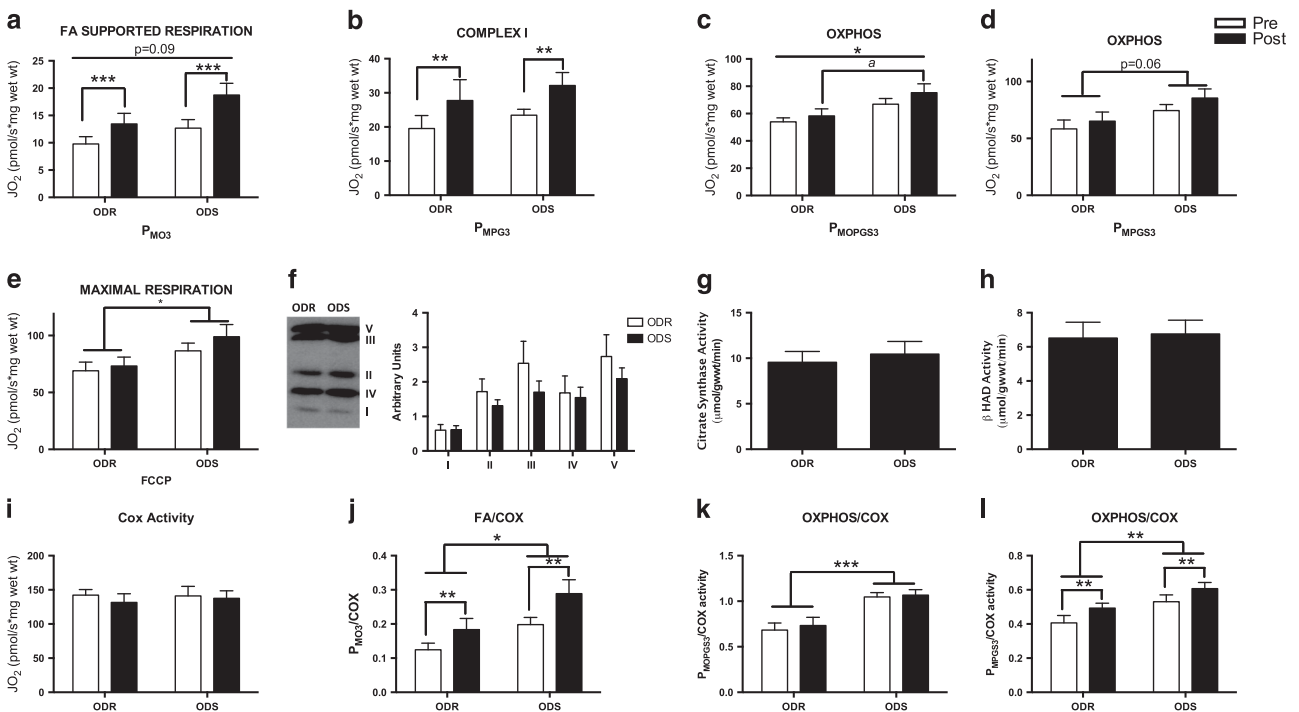 a
FA SUPPORTED RESPIRATION
p=0.09
***
***
25
20
15
10
5
0
JO2 (pmol/s*mg wet wt)
ODR ODS
PMO3
b
COMPLEX I
**
**
40
30
20
10
0
JO2 (pmol/s*mg wet wt)
ODR ODS
PMPG3
c
OXPHOS
*
a
100
80
60
40
20
0
JO2 (pmol/s*mg wet wt)
ODR ODS
PMOPGS3
d
OXPHOS
p=0.06
Pre
Post
100
50
0
JO2 (pmol/s*mg wet wt)
ODR ODS
PMPGS3
e
MAXIMAL RESPIRATION
*
100
50
0
JO2 (pmol/s*mg wet wt)
ODR ODS
FCCP
f
ODR ODS
V
III
II
IV
I
4
3
2
1
0
Arbitrary Units
I II III IV V
ODR
ODS
g
15
10
5
0
Citrate Synthase Activity
(µmol/gwwt/min)
ODR ODS
h
8
6
4
2
0
β HAD Activity
(µmol/gwwt/min)
ODR ODS
i
Cox Activity
200
150
100
50
0
JO2 (pmol/s*mg wet wt)
ODR ODS
j
FA/COX
*
**
**
0.4
0.3
0.2
0.1
0.0
PMO3/COX
ODR ODS
k
OXPHOS/COX
***
1.5
1.0
0.5
0.0
PMOPGS3/COX activity
ODR ODS
l
OXPHOS/COX
**
**
**
0.8
0.6
0.4
0.2
0.0
PMPGS3/COX activity
ODR ODS